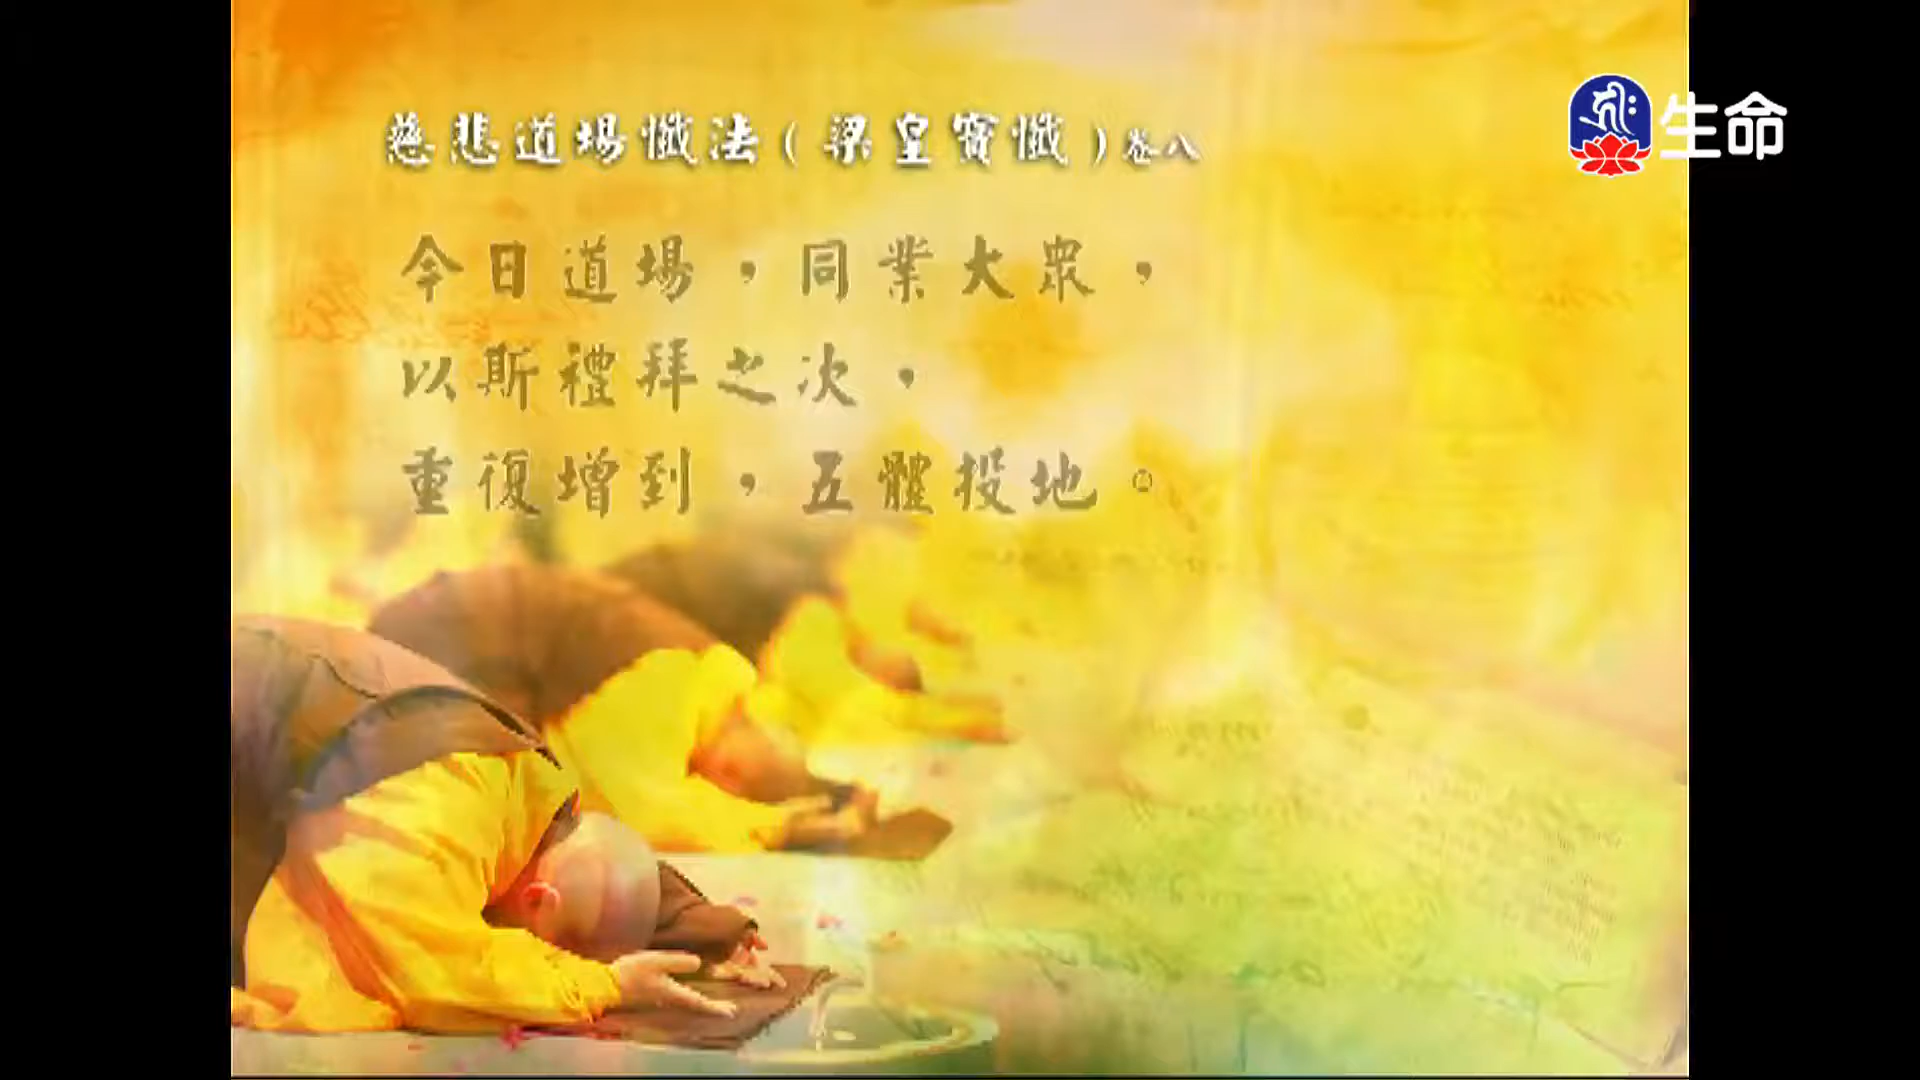 慈悲道場懺法(梁皇寶懺)卷八
生命
今日道場，同業大眾，
以斯禮拜之次，
重復增到，五體投地。